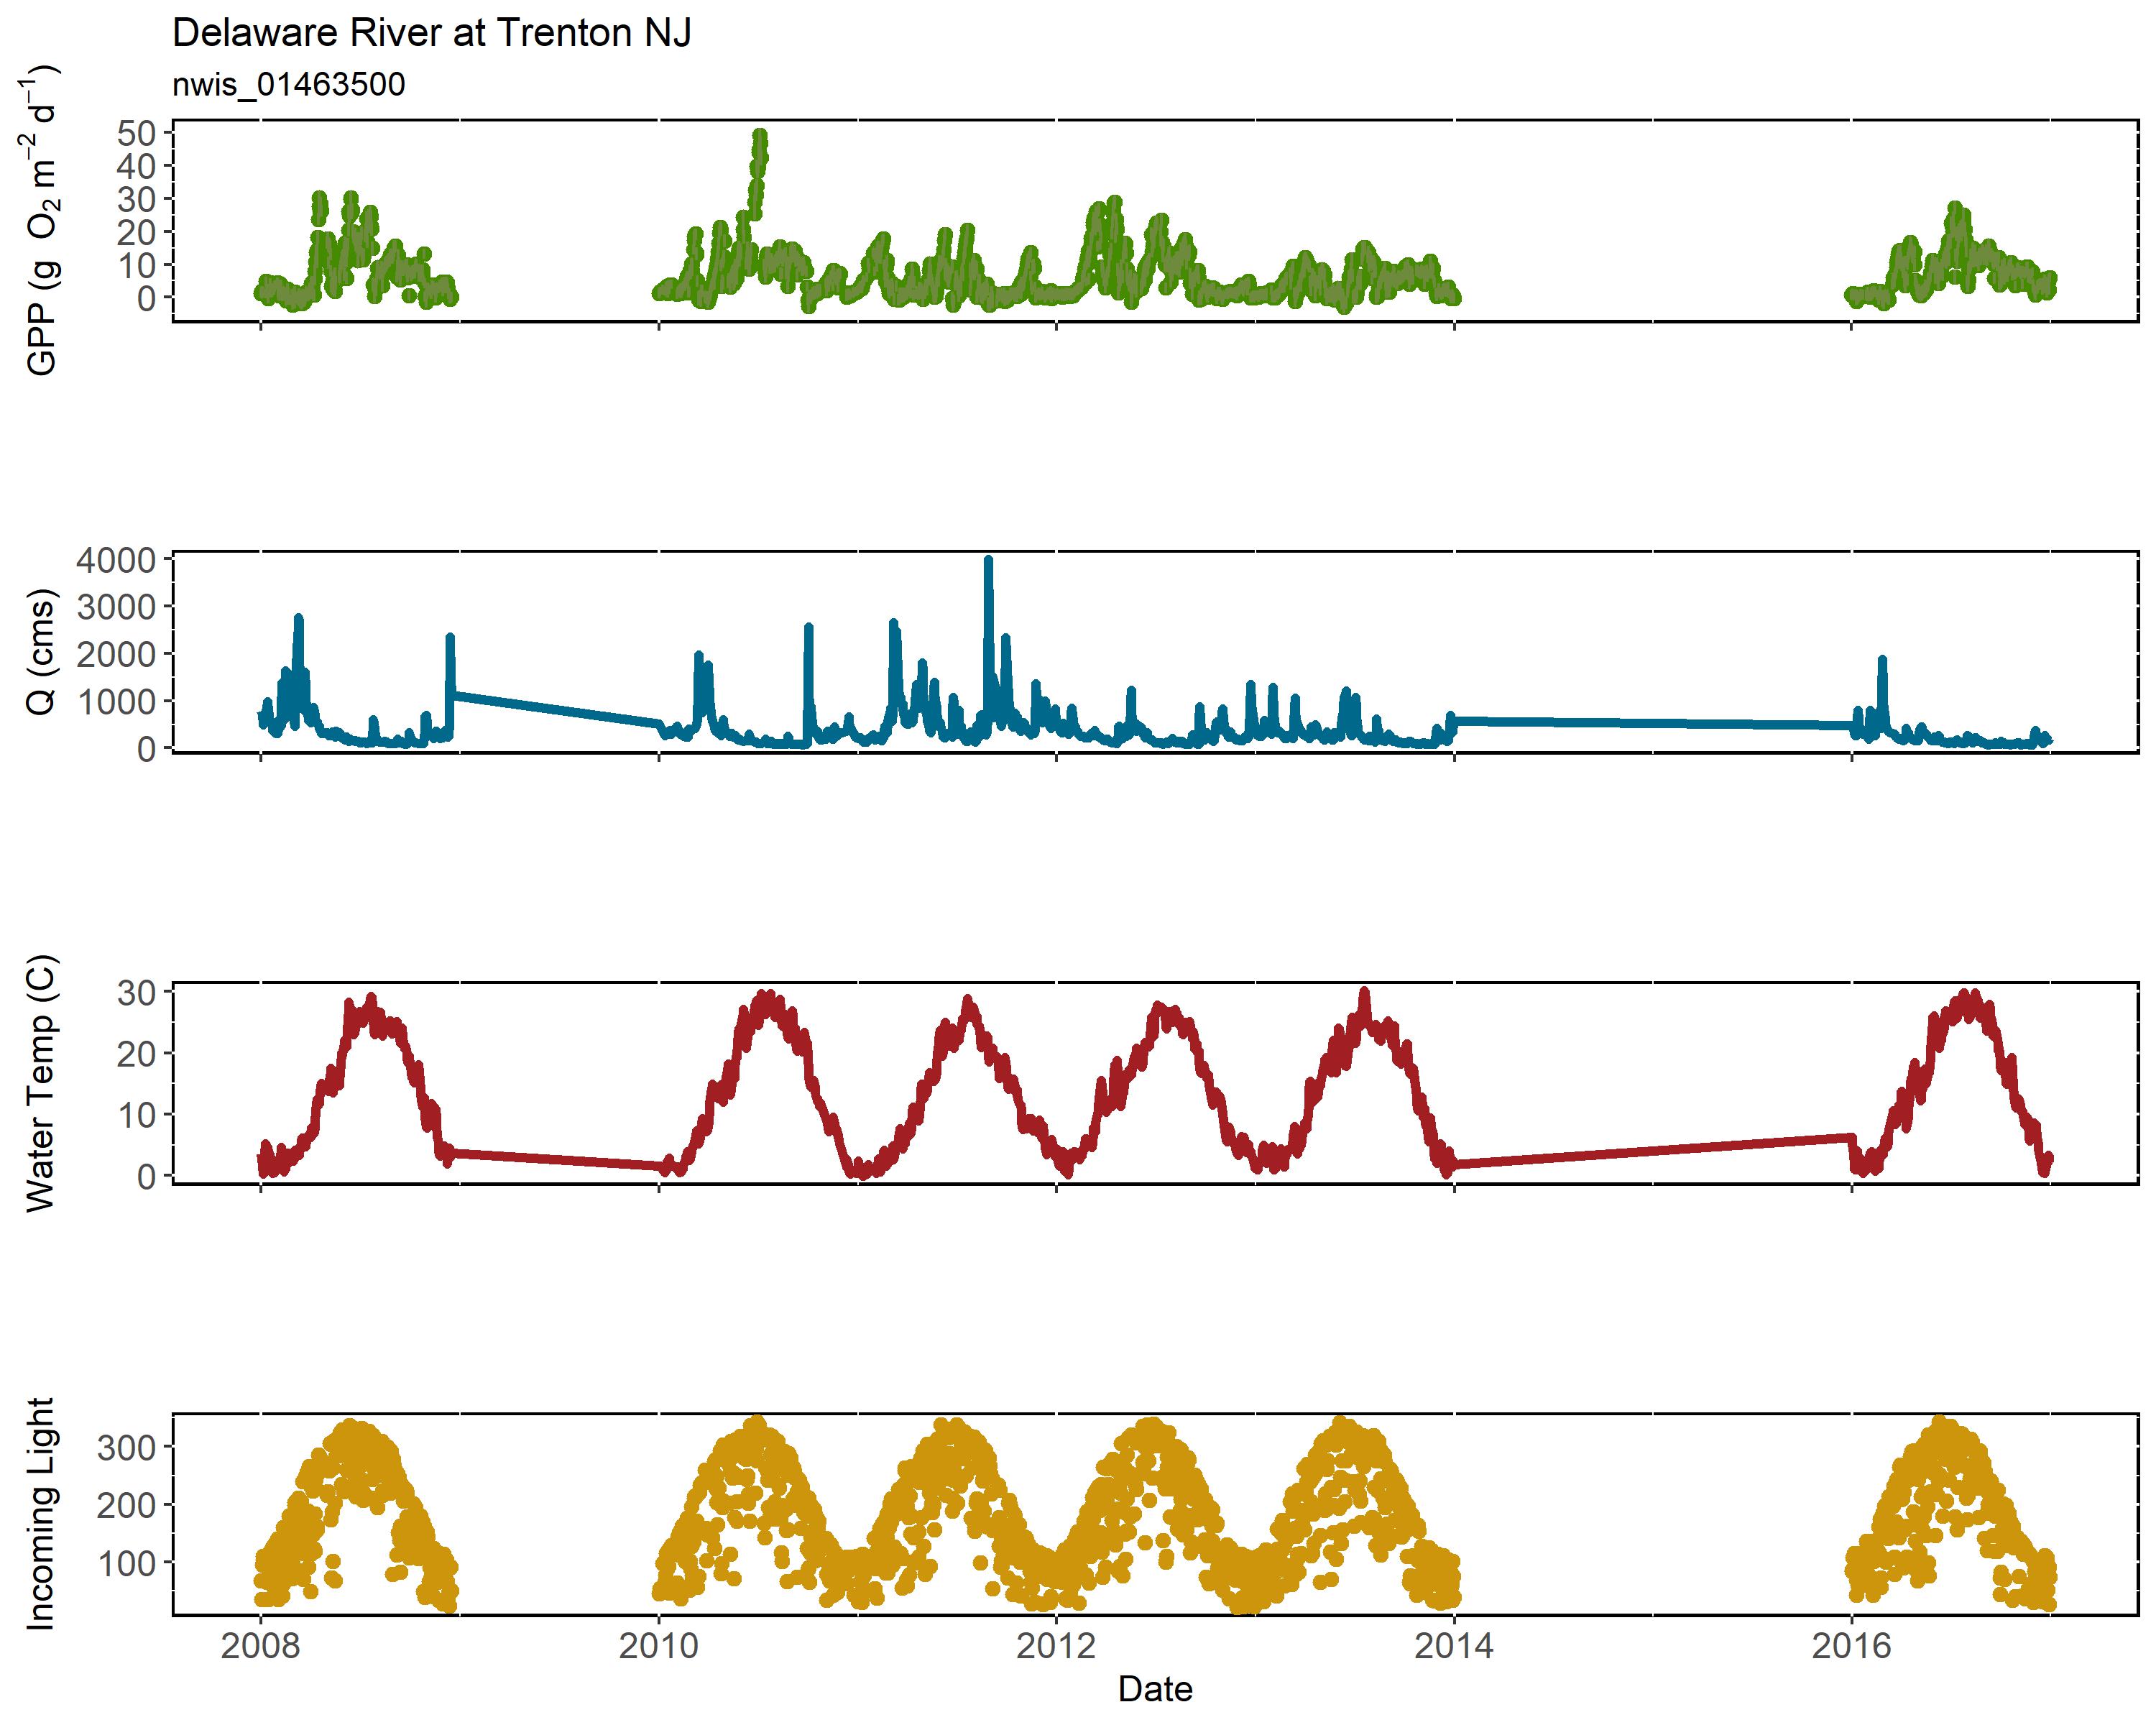 Delaware River at Trenton NJ
nwis_01463500
GPP (g O₂ m⁻² d⁻¹)
50
40
30
20
10
0
Q (cms)
4000
3000
2000
1000
0
Water Temp (C)
30
20
10
0
Incoming Light
300
200
100
2008 2010 2012 2014 2016
Date